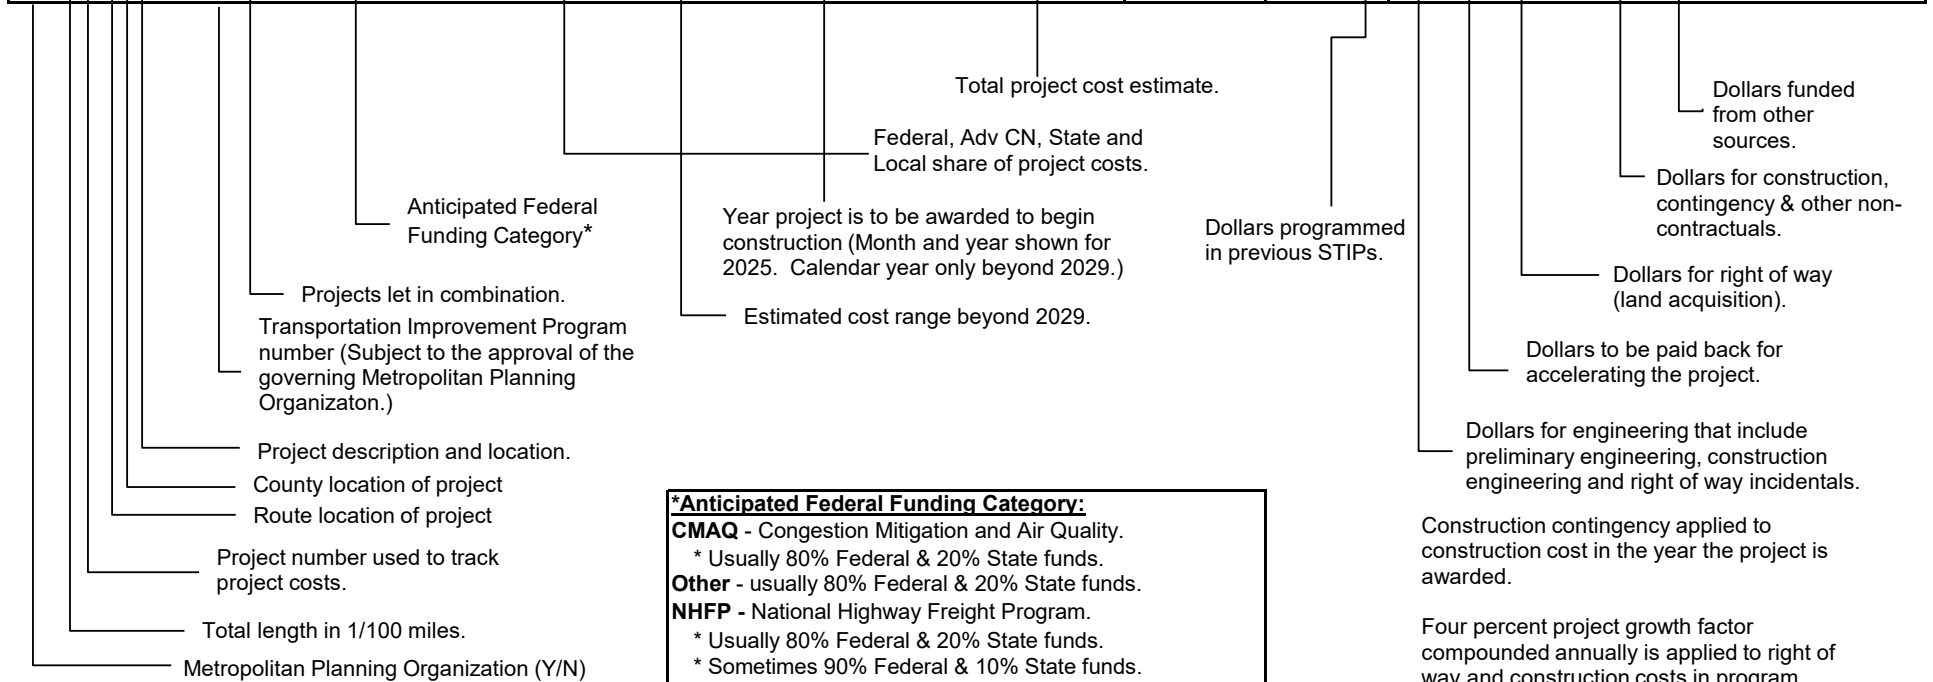 Total project cost estimate.
Federal, Adv CN, State and
Local share of project costs.
Anticipated Federal
Funding Category*
Year project is to be awarded to begin
construction (Month and year shown for
2025.  Calendar year only beyond 2029.)
Projects let in combination.
Estimated cost range beyond 2029.
Transportation Improvement Program
number (Subject to the approval of the
governing Metropolitan Planning
Organizaton.)
Project description and location.
County location of project
Route location of project
Project number used to track
project costs.
Total length in 1/100 miles.
Metropolitan Planning Organization (Y/N)
*Anticipated Federal Funding Category:
CMAQ - Congestion Mitigation and Air Quality.
* Usually 80% Federal & 20% State funds.
Other - usually 80% Federal & 20% State funds.
NHFP - National Highway Freight Program.
* Usually 80% Federal & 20% State funds.
* Sometimes 90% Federal & 10% State funds.
Dollars programmed
in previous STIPs.
Dollars funded
from other
sources.
Dollars for construction,
contingency & other non-
contractuals.
Dollars for right of way
(land acquisition).
Dollars to be paid back for
accelerating the project.
Dollars for engineering that include
preliminary engineering, construction
engineering and right of way incidentals.
Construction contingency applied to
construction cost in the year the project is
awarded.
Four percent project growth factor
compounded annually is applied to right of
way and construction costs in program